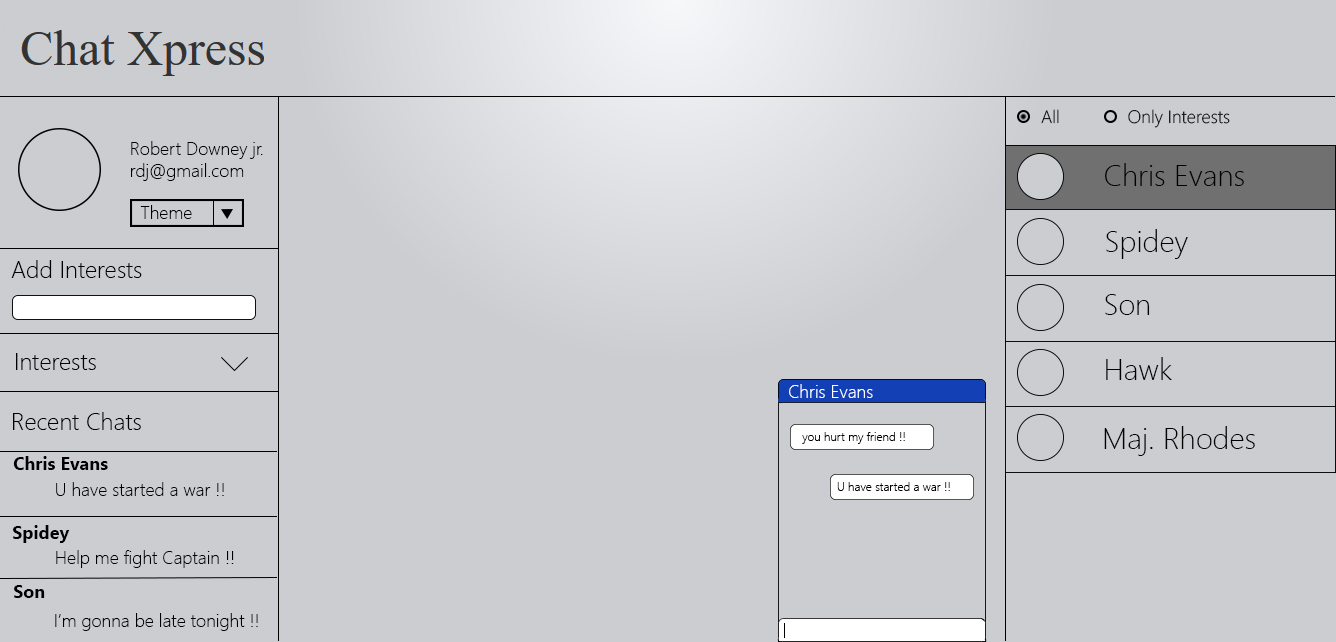 Chat Xpress
Robert Downey jr.
rdj@gmail.com
Theme
Add Interests
Interests
Recent Chats
Chris Evans
U have started a war !!
Spidey
Help me fight Captain !!
Son
I'm gonna be late tonight !!
Chris Evans
you hurt my friend !!
U have started a war !!
All
Only Interests
Chris Evans
Spidey
Son
Hawk
Maj. Rhodes